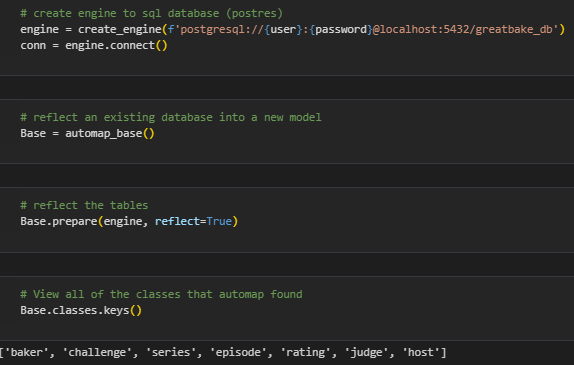 # create engine to sql database (postres)
engine = create_engine(f'postgresql://{user}:{password}@localhost:5432/greatbake_db')
conn = engine.connect()
# reflect an existing database into a new model
Base = automap_base()
# reflect the tables
Base.prepare(engine, reflect=True)
# View all of the classes that automap found
Base.classes.keys()
['baker', 'challenge', 'series', 'episode', 'rating', 'judge', 'host']